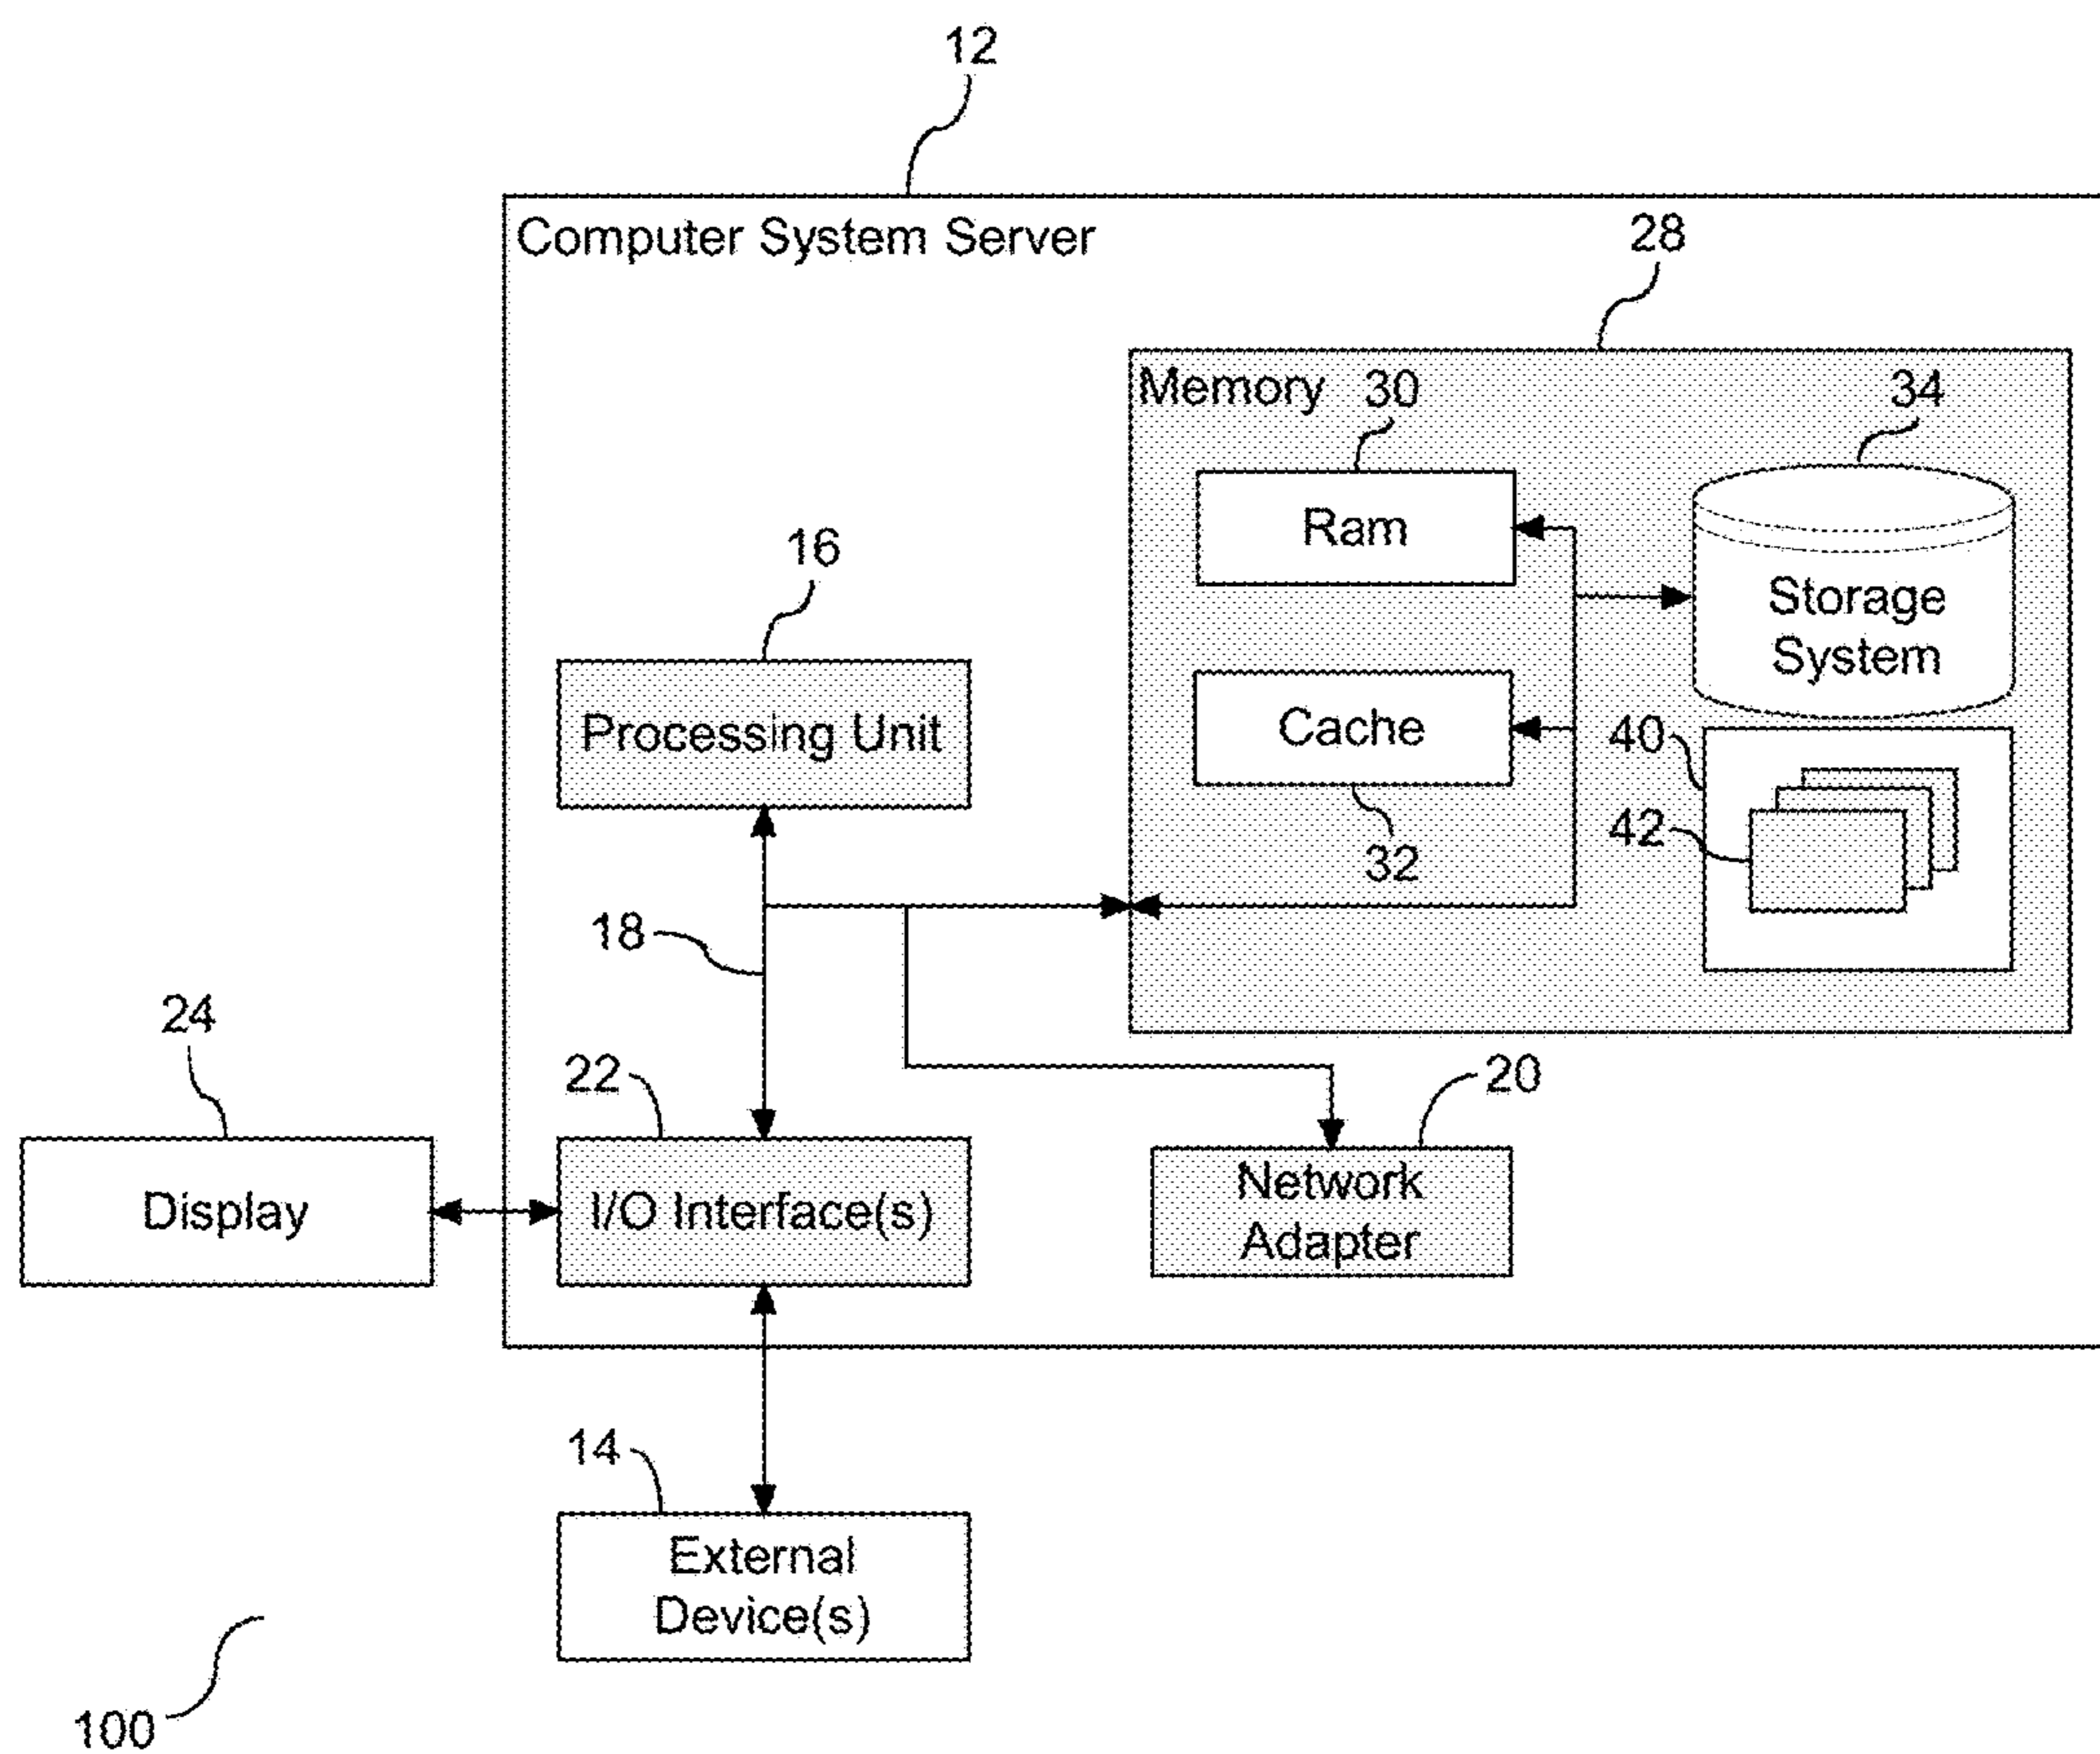 12
Computer System Server
28
Memory
30
34
Ram
Storage
System
16
Processing Unit
Cache
32
40
42
18
24
22
20
Display
I/O Interface(s)
Network
Adapter
14
External
Device(s)
100